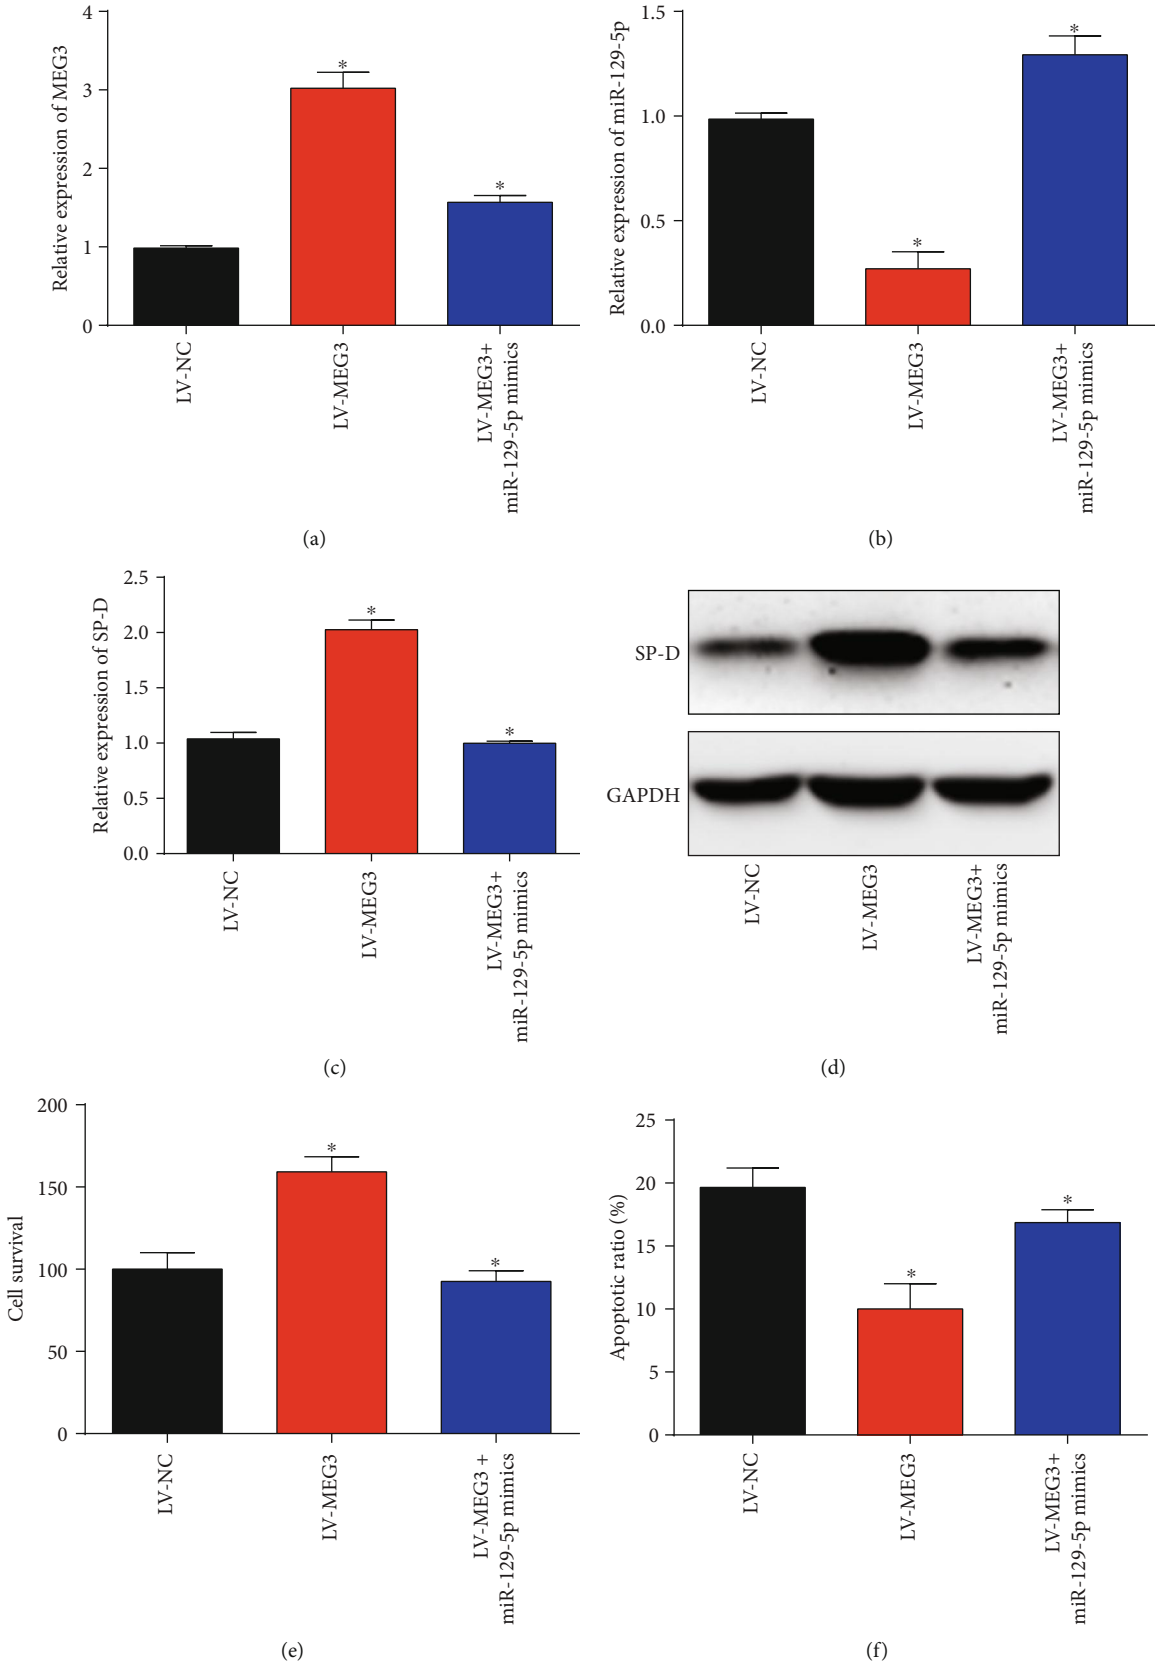 Relative expression of MEG3
4
3
2
1
0
*
*
LV-NC
LV-MEG3
LV-MEG3+
miR-129-5p mimics
(a)
Relative expression of miR-129-5p
1.5
1.0
0.5
0.0
*
*
LV-NC
LV-MEG3
LV-MEG3+
miR-129-5p mimics
(b)
Relative expression of SP-D
2.5
2.0
1.5
1.0
0.5
0.0
*
*
LV-NC
LV-MEG3
LV-MEG3+
miR-129-5p mimics
(c)
SP-D
GAPDH
LV-NC
LV-MEG3
LV-MEG3+
miR-129-5p mimics
(d)
Cell survival
200
150
100
50
0
*
*
LV-NC
LV-MEG3
LV-MEG3 +
miR-129-5p mimics
(e)
Apoptotic ratio (%)
25
20
15
10
5
0
*
*
LV-NC
LV-MEG3
LV-MEG3+
miR-129-5p mimics
(f)